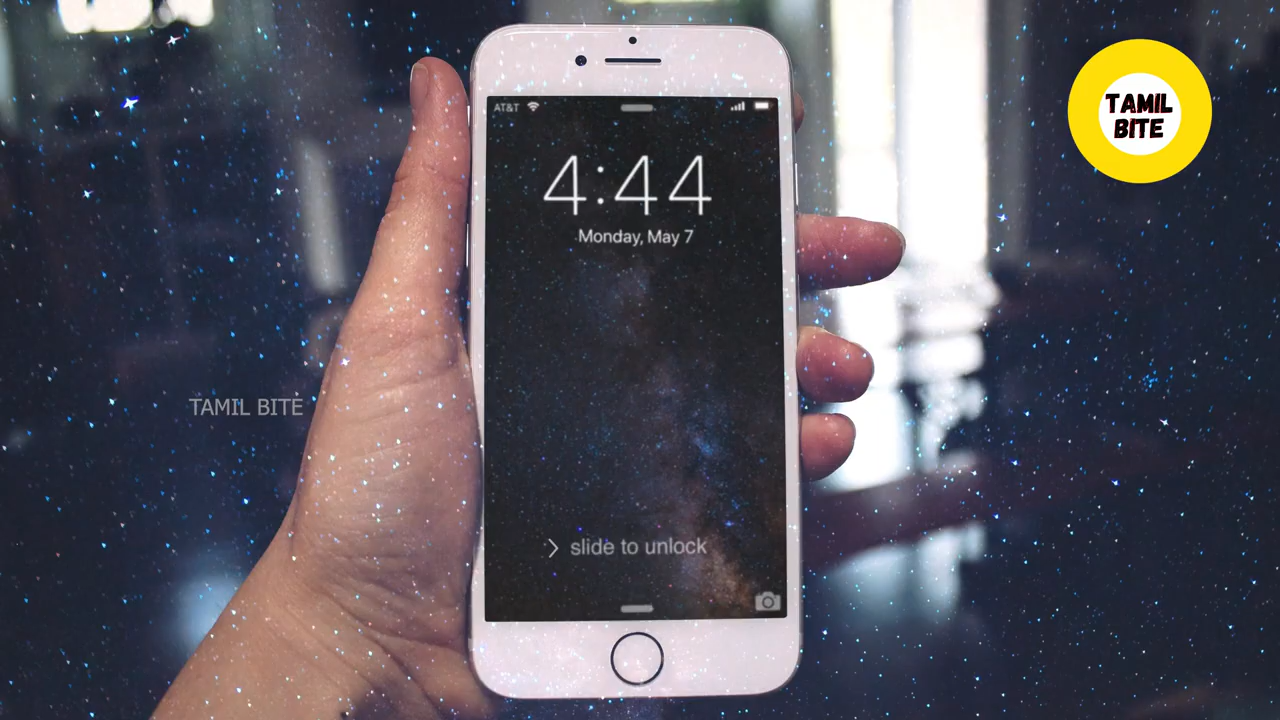 AT&T
4:44
Monday, May 7
slide to unlock
TAMIL
BITE
TAMIL BITE